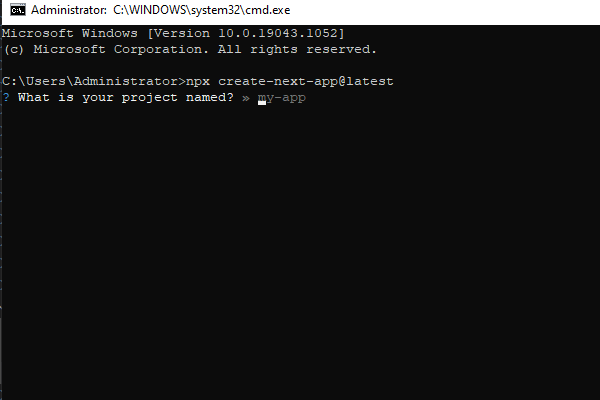 Administrator: C:\WINDOWS\system32\cmd.exe
Microsoft Windows [Version 10.0.19043.1052]
(c) Microsoft Corporation. All rights reserved.
C:\Users\Administrator>npx create-next-app@latest
? What is your project named? » my-app